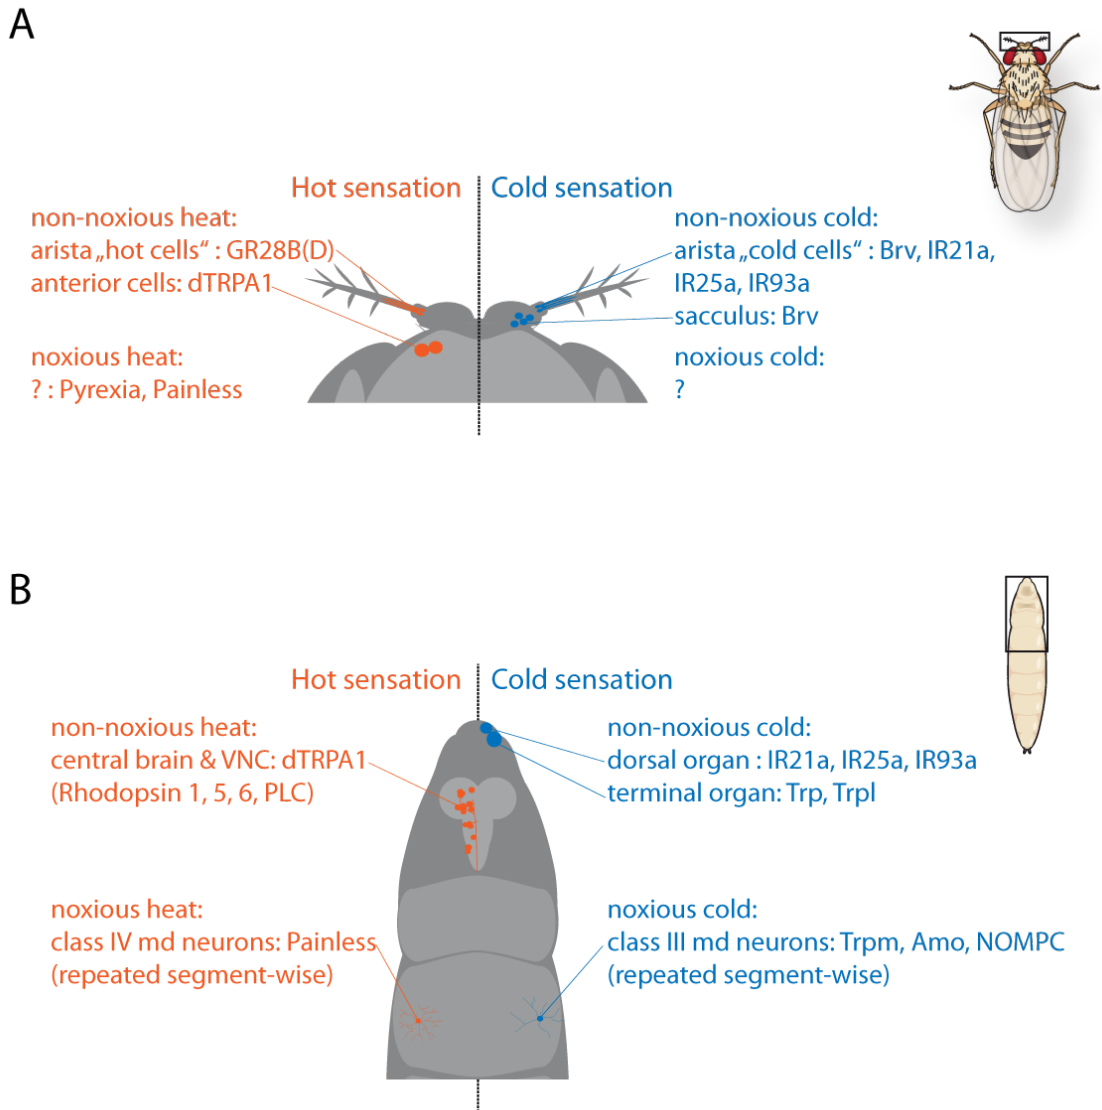 A
Hot sensation
Cold sensation
non-noxious heat:
arista „hot cells“ : GR28B(D)
anterior cells: dTRPA1
noxious heat:
? : Pyrexia, Painless
non-noxious cold:
arista „cold cells“ : Brv, IR21a,
IR25a, IR93a
sacculus: Brv
noxious cold:
?
B
Hot sensation
Cold sensation
non-noxious heat:
central brain & VNC: dTRPA1
(Rhodopsin 1, 5, 6, PLC)
noxious heat:
class IV md neurons: Painless
(repeated segment-wise)
non-noxious cold:
dorsal organ : IR21a, IR25a, IR93a
terminal organ: Trp, Trpl
noxious cold:
class III md neurons: Trpm, Amo, NOMPC
(repeated segment-wise)